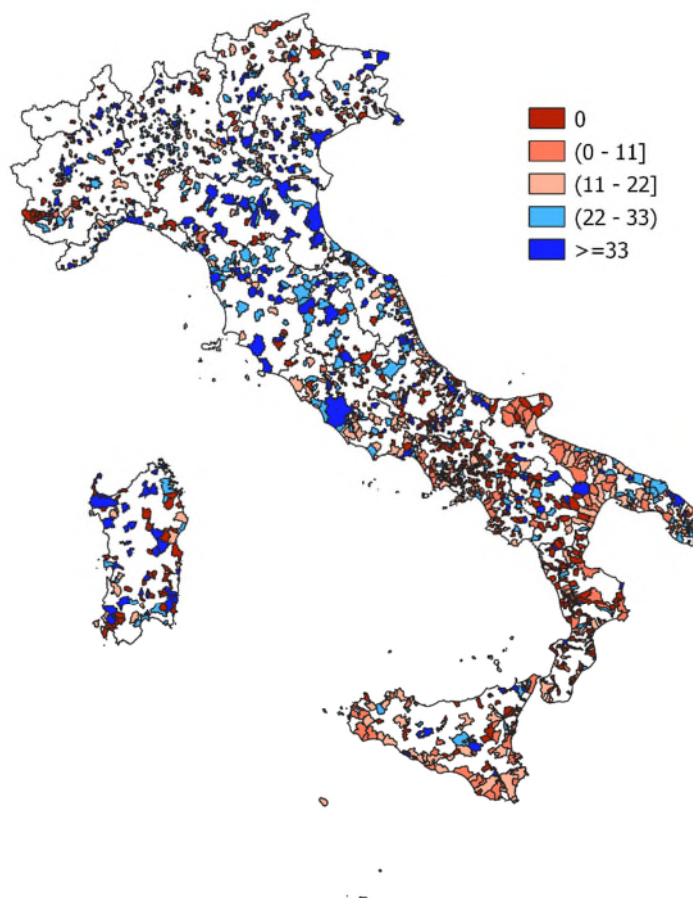 0
(0 - 11]
(11 - 22]
(22 - 33)
>=33